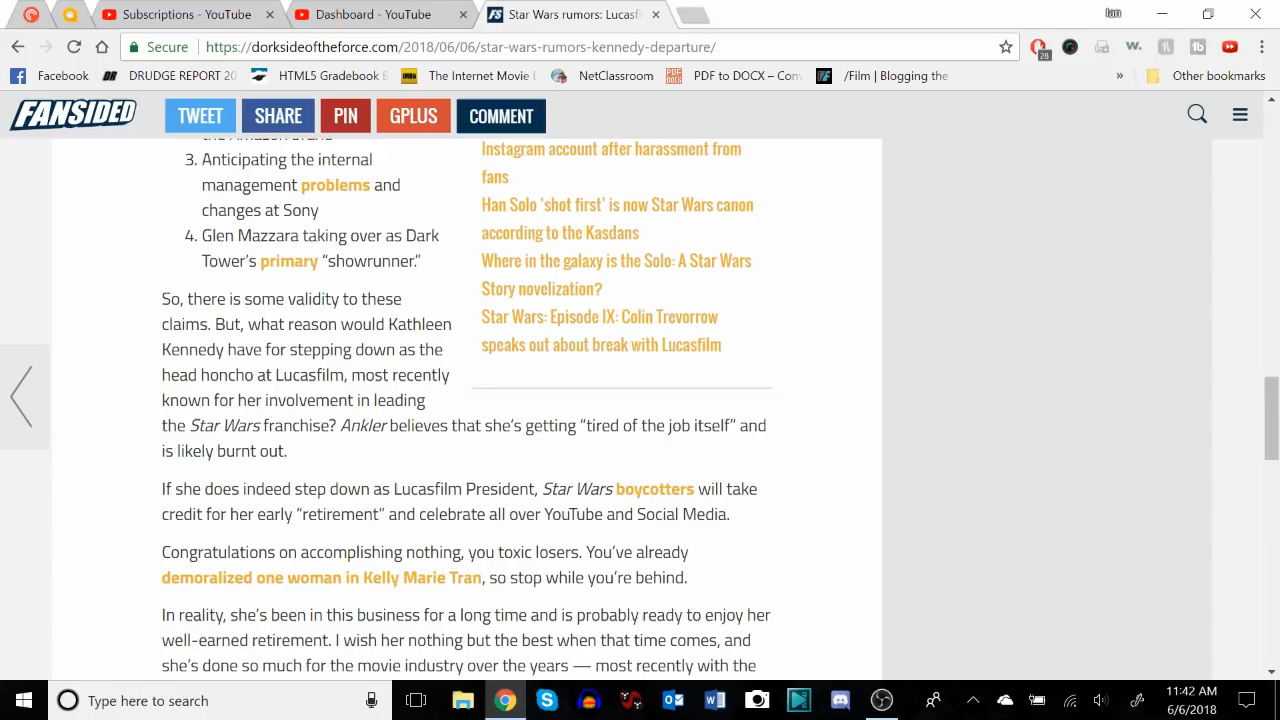 Subscriptions - YouTube
Dashboard - YouTube
Star Wars rumors: Lucasfi
Ian
Secure
https://dorksideoftheforce.com/2018/06/06/star-wars-rumors-kennedy-departure/
28
W.
Facebook
DRUDGE REPORT 20
HTML5 Gradebook
The Internet Movie
NetClassroom
PDF to DOCX – Con
/Film | Blogging the
Other bookmarks
FANSIDED
TWEET
SHARE
PIN
GPLUS
COMMENT
3. Anticipating the internal
management problems and
changes at Sony
4. Glen Mazzara taking over as Dark
Tower's primary “showrunner.”
Instagram account after harassment from
fans
Han Solo ‘shot first’ is now Star Wars canon
according to the Kasdans
Where in the galaxy is the Solo: A Star Wars
Story novelization?
Star Wars: Episode IX: Colin Trevorrow
speaks out about break with Lucasfilm
So, there is some validity to these
claims. But, what reason would Kathleen
Kennedy have for stepping down as the
head honcho at Lucasfilm, most recently
known for her involvement in leading
the Star Wars franchise? Ankler believes that she’s getting “tired of the job itself” and
is likely burnt out.
If she does indeed step down as Lucasfilm President, Star Wars boycotters will take
credit for her early “retirement” and celebrate all over YouTube and Social Media.
Congratulations on accomplishing nothing, you toxic losers. You’ve already
demoralized one woman in Kelly Marie Tran, so stop while you’re behind.
In reality, she’s been in this business for a long time and is probably ready to enjoy her
well-earned retirement. I wish her nothing but the best when that time comes, and
she’s done so much for the movie industry over the years — most recently with the
Type here to search
11:42 AM
6/6/2018